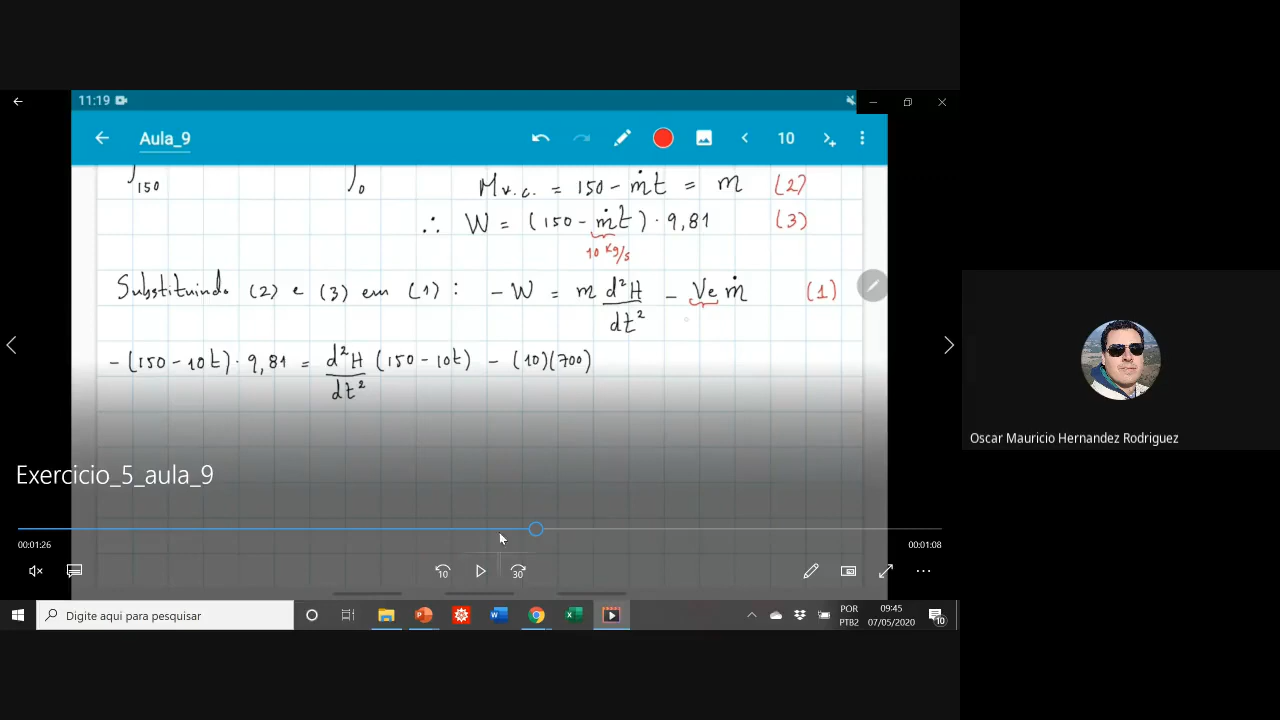 11:19
Aula_9
10
∫₁₅₀ ∫₀ Mv.c. = 150 - ṁt = m (2)
∴ W = (150 - ṁt) · 9,81 (3)
10 Kg/s
Substituindo (2) e (3) em (1) : - W = m d²H/dt² - Ve ṁ (1)
- (150 - 10t) · 9,81 = d²H/dt² (150 - 10t) - (10)(700)
Oscar Mauricio Hernandez Rodriguez
Exercicio_5_aula_9
00:01:26 00:01:08
10 30
Digite aqui para pesquisar
POR 09:45
PTB2 07/05/2020 10